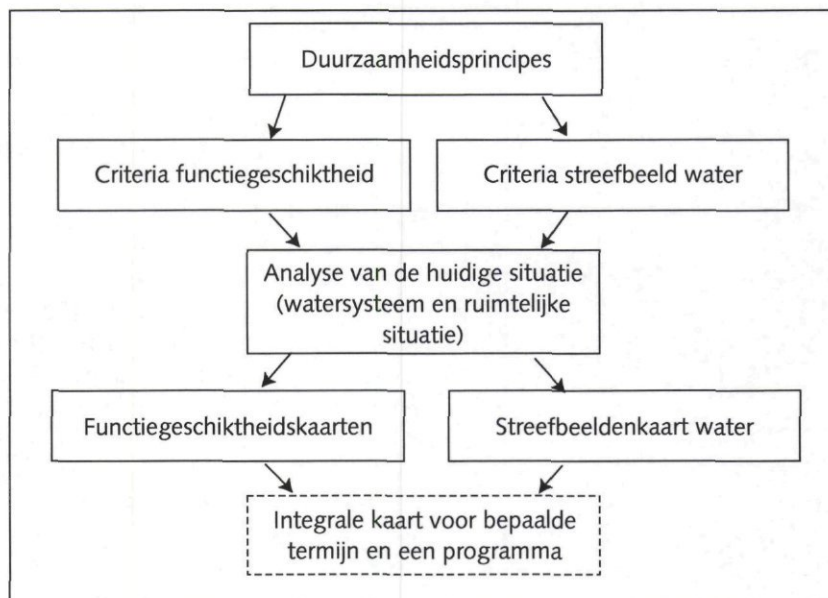 Duurzaamheidsprincipes
Criteria functiegeschiktheid
Criteria streefbeeld water
Analyse van de huidige situatie
(watersysteem en ruimtelijke
situatie)
Functiegeschiktheidskaarten
Streefbeeldenkaart water
Integrale kaart voor bepaalde
termijn en een programma